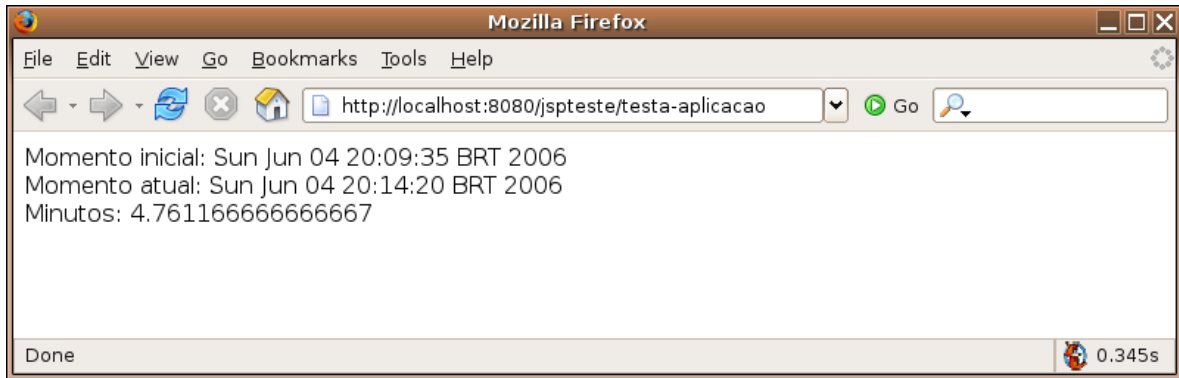 Mozilla Firefox
File Edit View Go Bookmarks Tools Help
http://localhost:8080/jspteste/testa-aplicacao Go
Momento inicial: Sun Jun 04 20:09:35 BRT 2006
Momento atual: Sun Jun 04 20:14:20 BRT 2006
Minutos: 4.761166666666667
Done 0.345s